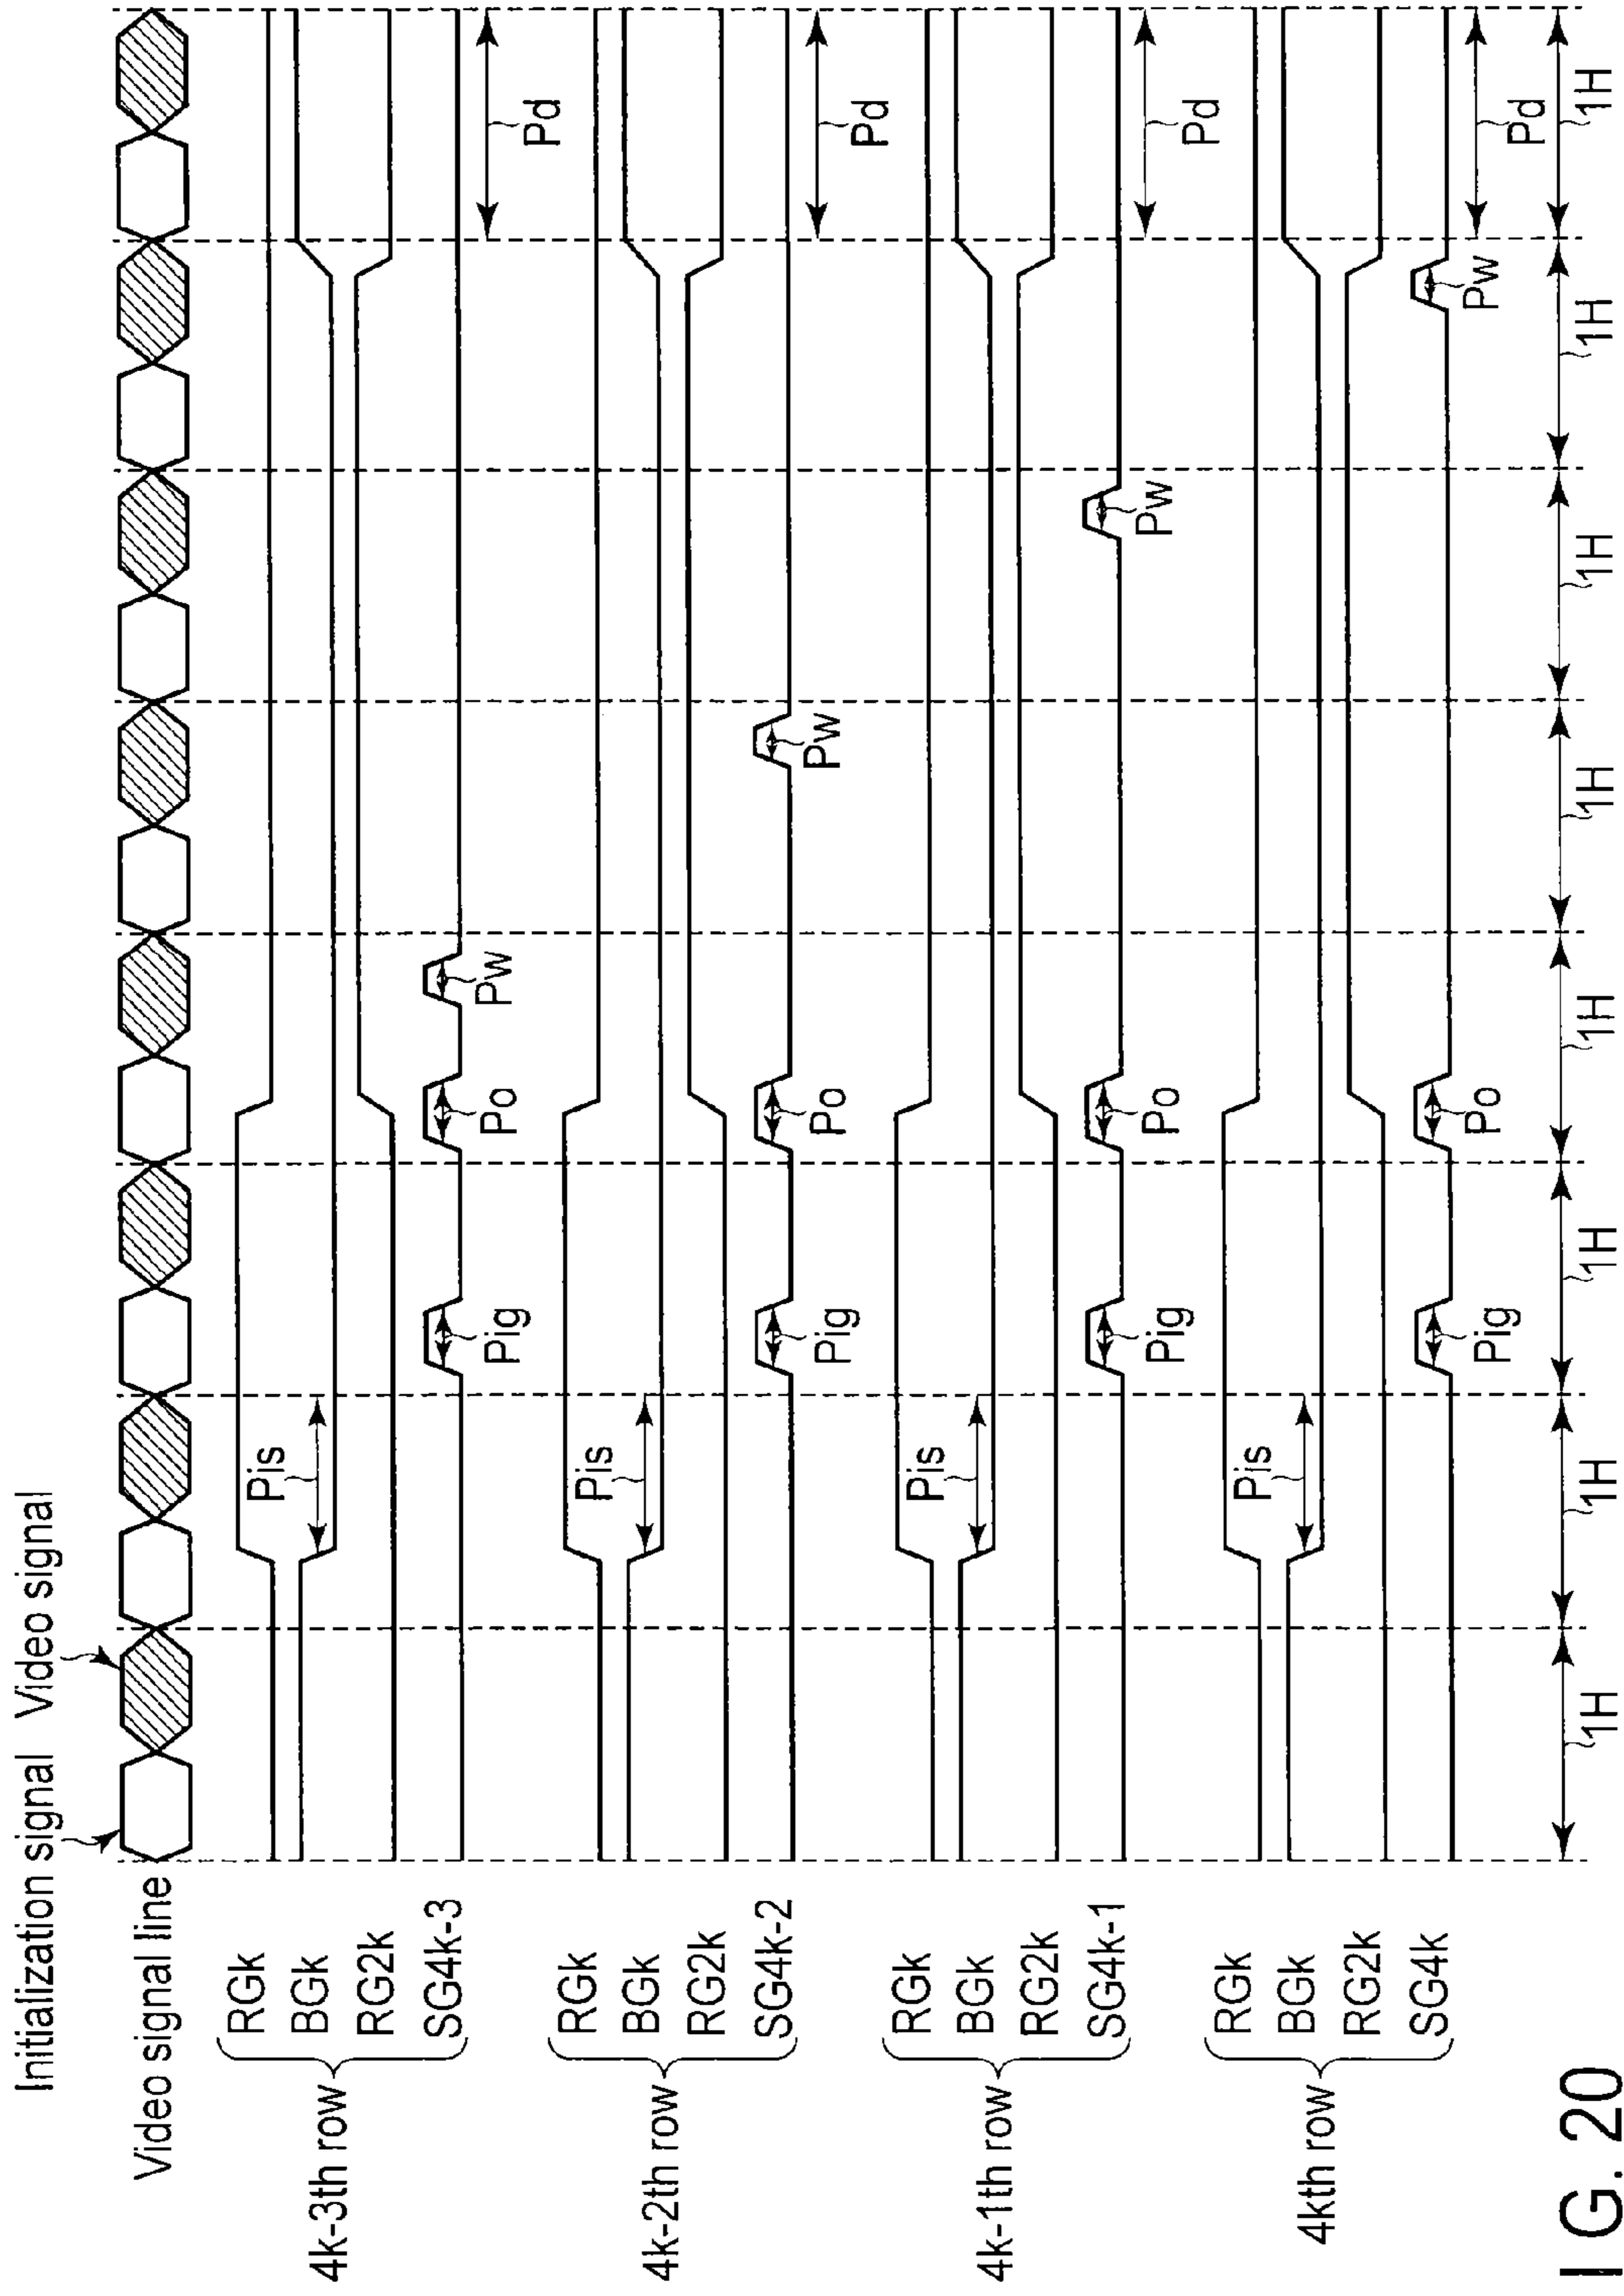 Initialization signal Video signal
Video signal line
4k-3th row
RGk
BGk
RG2k
SG4k-3
Pis
Pig
Po
Pw
Pd
4k-2th row
RGk
BGk
RG2k
SG4k-2
Pis
Pig
Po
Pw
Pd
4k-1th row
RGk
BGk
RG2k
SG4k-1
Pis
Pig
Po
Pw
Pd
4kth row
RGk
BGk
RG2k
SG4k
Pis
Pig
Po
Pw
Pd
1H 1H 1H 1H 1H 1H 1H 1H
I G. 20